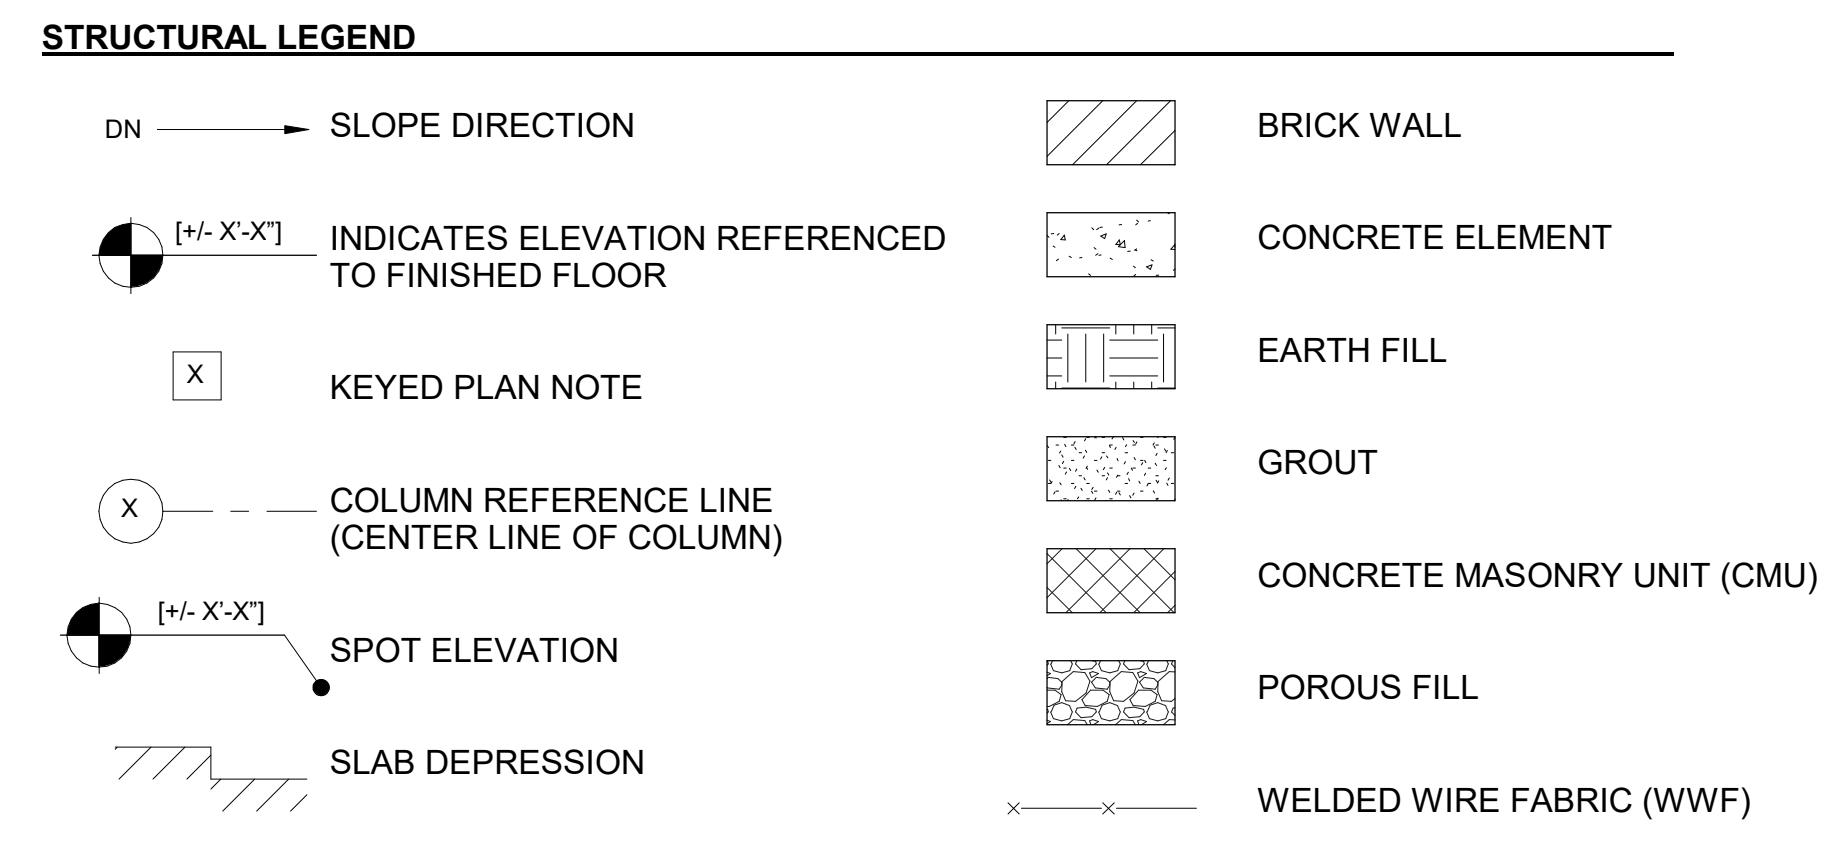 STRUCTURAL LEGEND
DN
SLOPE DIRECTION
[+/- X’-X”]
INDICATES ELEVATION REFERENCED
TO FINISHED FLOOR
X
KEYED PLAN NOTE
X
COLUMN REFERENCE LINE
(CENTER LINE OF COLUMN)
[+/- X’-X”]
SPOT ELEVATION
SLAB DEPRESSION
BRICK WALL
CONCRETE ELEMENT
EARTH FILL
GROUT
CONCRETE MASONRY UNIT (CMU)
POROUS FILL
WELDED WIRE FABRIC (WWF)